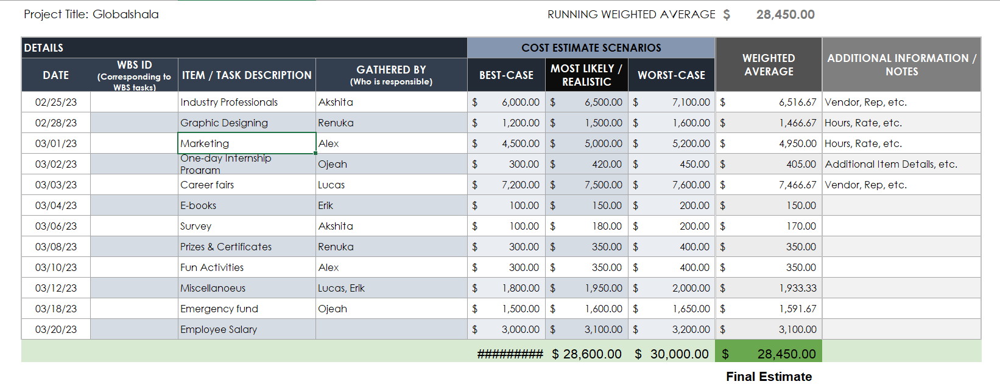 Project Title: Globalshala RUNNING WEIGHTED AVERAGE $ 28,450.00
DETAILS COST ESTIMATE SCENARIOS WEIGHTED AVERAGE ADDITIONAL INFORMATION / NOTES
DATE WBS ID (Corresponding to WBS tasks) ITEM / TASK DESCRIPTION GATHERED BY (Who is responsible) BEST-CASE MOST LIKELY / REALISTIC WORST-CASE
02/25/23 Industry Professionals Akshita $ 6,000.00 $ 6,500.00 $ 7,100.00 $ 6,516.67 Vendor, Rep, etc.
02/28/23 Graphic Designing Renuka $ 1,200.00 $ 1,500.00 $ 1,600.00 $ 1,466.67 Hours, Rate, etc.
03/01/23 Marketing Alex $ 4,500.00 $ 5,000.00 $ 5,200.00 $ 4,950.00 Hours, Rate, etc.
03/02/23 One-day Internship Program Ojeah $ 300.00 $ 420.00 $ 450.00 $ 405.00 Additional Item Details, etc.
03/03/23 Career fairs Lucas $ 7,200.00 $ 7,500.00 $ 7,600.00 $ 7,466.67 Vendor, Rep, etc.
03/04/23 E-books Erik $ 100.00 $ 150.00 $ 200.00 $ 150.00
03/06/23 Survey Akshita $ 100.00 $ 180.00 $ 200.00 $ 170.00
03/08/23 Prizes & Certificates Renuka $ 300.00 $ 350.00 $ 400.00 $ 350.00
03/10/23 Fun Activities Alex $ 300.00 $ 350.00 $ 400.00 $ 350.00
03/12/23 Miscellanoeus Lucas, Erik $ 1,800.00 $ 1,950.00 $ 2,000.00 $ 1,933.33
03/18/23 Emergency fund Ojeah $ 1,500.00 $ 1,600.00 $ 1,650.00 $ 1,591.67
03/20/23 Employee Salary $ 3,000.00 $ 3,100.00 $ 3,200.00 $ 3,100.00
######### $ 28,600.00 $ 30,000.00 $ 28,450.00
Final Estimate